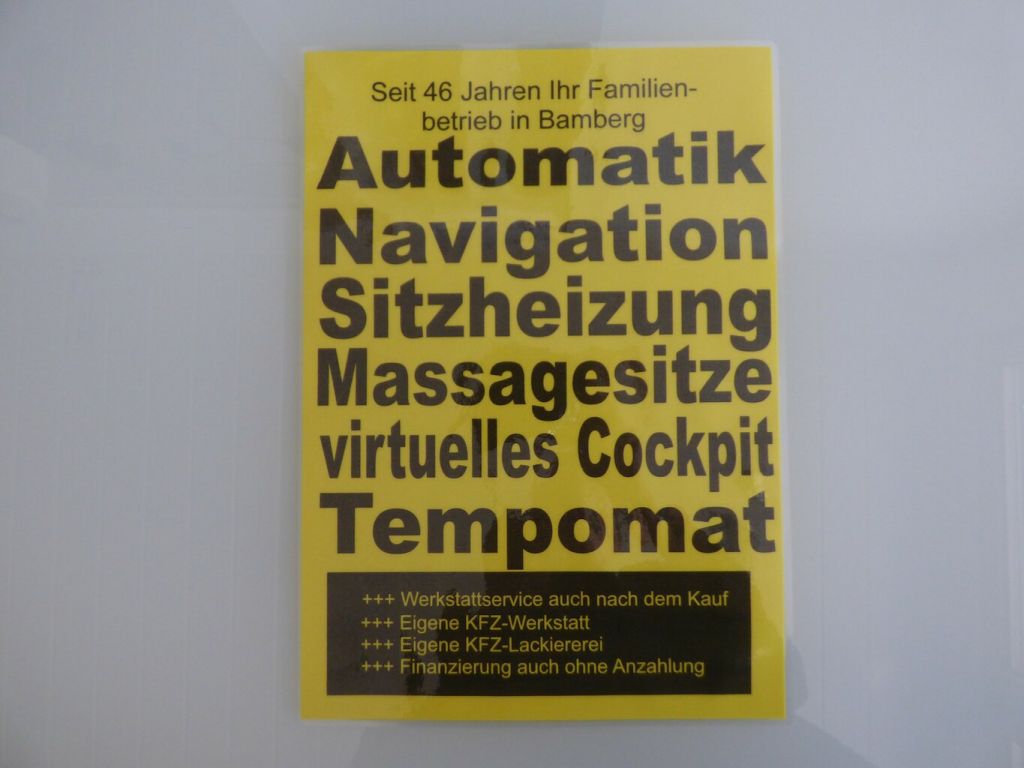 Seit 46 Jahren Ihr Familien-
betrieb in Bamberg
Automatik
Navigation
Sitzheizung
Massagesitze
virtuelles Cockpit
Tempomat
+++ Werkstattservice auch nach dem Kauf
+++ Eigene KFZ-Werkstatt
+++ Eigene KFZ-Lackiererei
+++ Finanzierung auch ohne Anzahlung